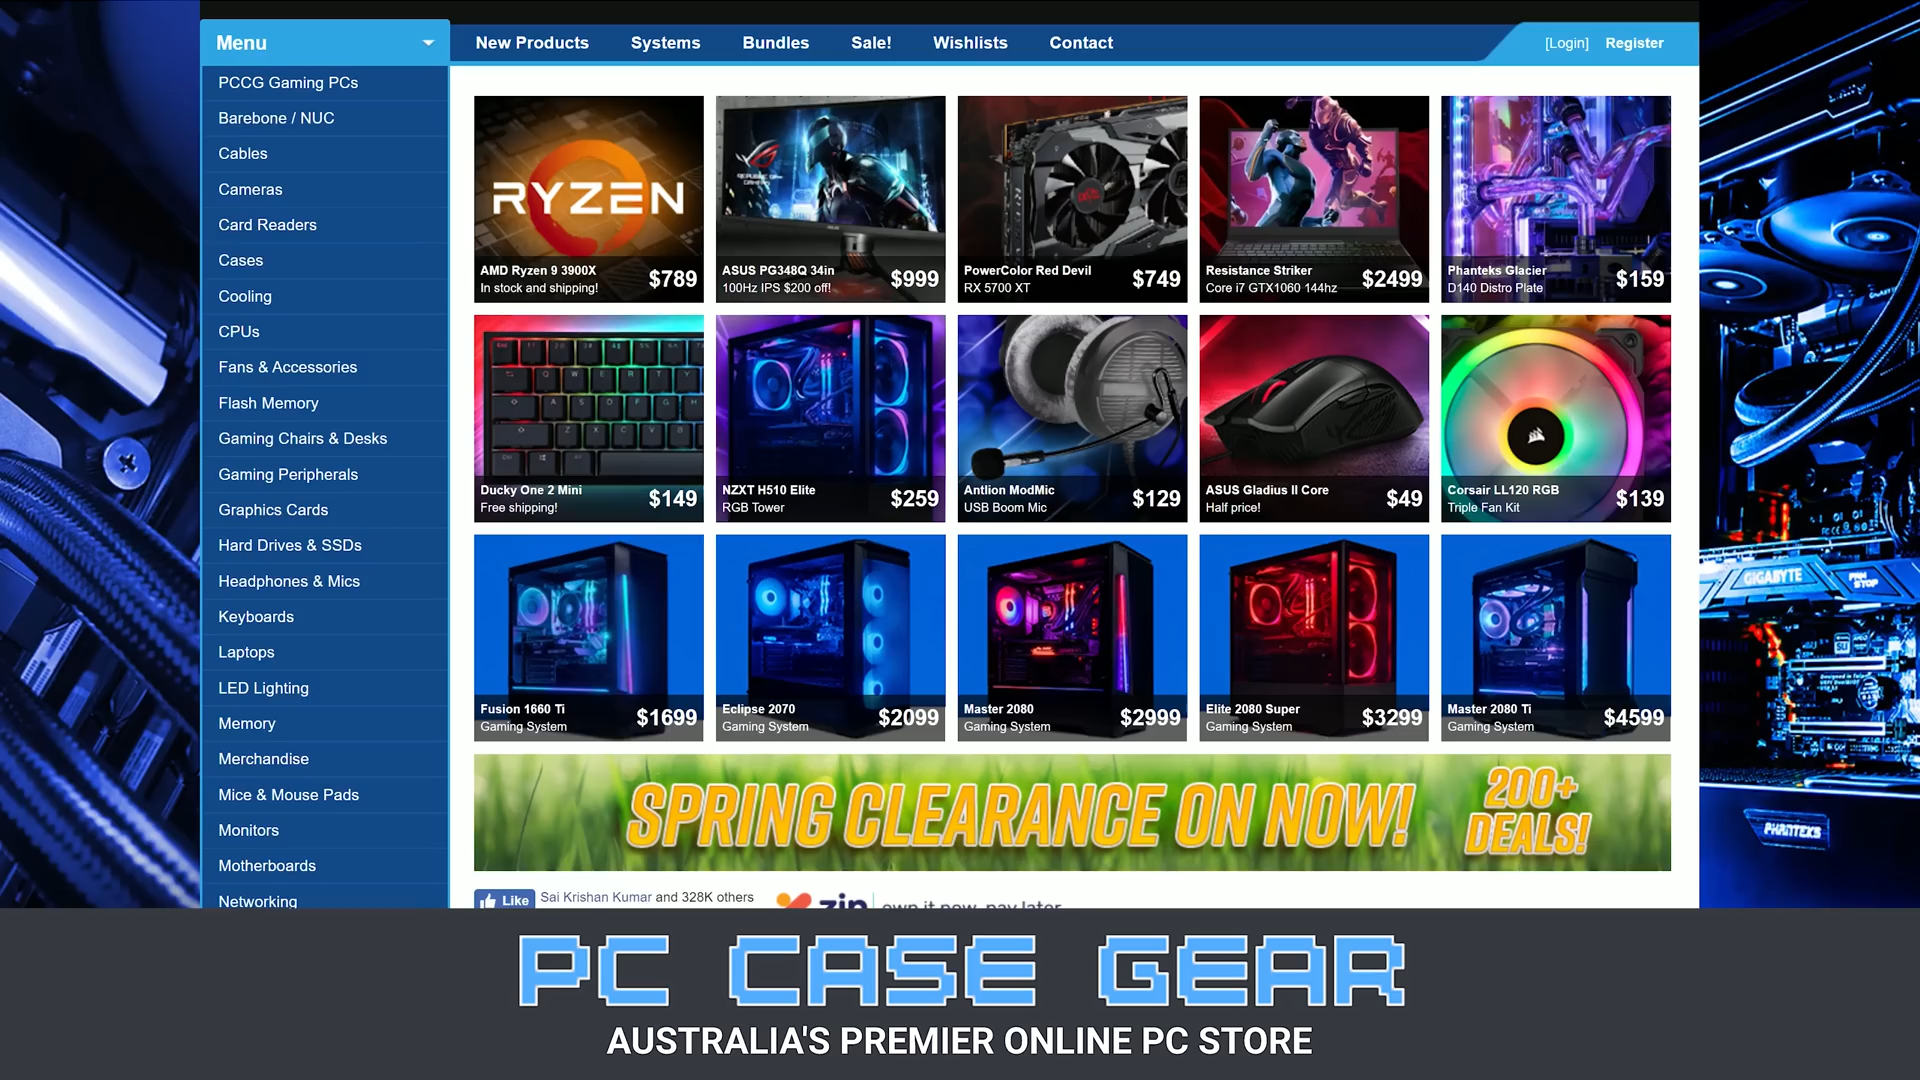 Menu
New Products
Systems
Bundles
Sale!
Wishlists
Contact
[Login]
Register
PCCG Gaming PCs
Barebone / NUC
Cables
Cameras
Card Readers
Cases
Cooling
CPUs
Fans & Accessories
Flash Memory
Gaming Chairs & Desks
Gaming Peripherals
Graphics Cards
Hard Drives & SSDs
Headphones & Mics
Keyboards
Laptops
LED Lighting
Memory
Merchandise
Mice & Mouse Pads
Monitors
Motherboards
Networking
RYZEN
AMD Ryzen 9 3900X
In stock and shipping!
$789
ASUS PG348Q 34in
100Hz IPS $200 off!
$999
PowerColor Red Devil
RX 5700 XT
$749
Resistance Striker
Core i7 GTX1060 144hz
$2499
Phanteks Glacier
D140 Distro Plate
$159
Ducky One 2 Mini
Free shipping!
$149
NZXT H510 Elite
RGB Tower
$259
Antlion ModMic
USB Boom Mic
$129
ASUS Gladius II Core
Half price!
$49
Corsair LL120 RGB
Triple Fan Kit
$139
Fusion 1660 Ti
Gaming System
$1699
Eclipse 2070
Gaming System
$2099
Master 2080
Gaming System
$2999
Elite 2080 Super
Gaming System
$3299
Master 2080 Ti
Gaming System
$4599
SPRING CLEARANCE ON NOW!
200+
DEALS!
Like
Sai Krishan Kumar and 328K others
zip
own it now, pay later
GIGABYTE
FAN
STOP
PHANTEKS
PC CASE GEAR
AUSTRALIA'S PREMIER ONLINE PC STORE